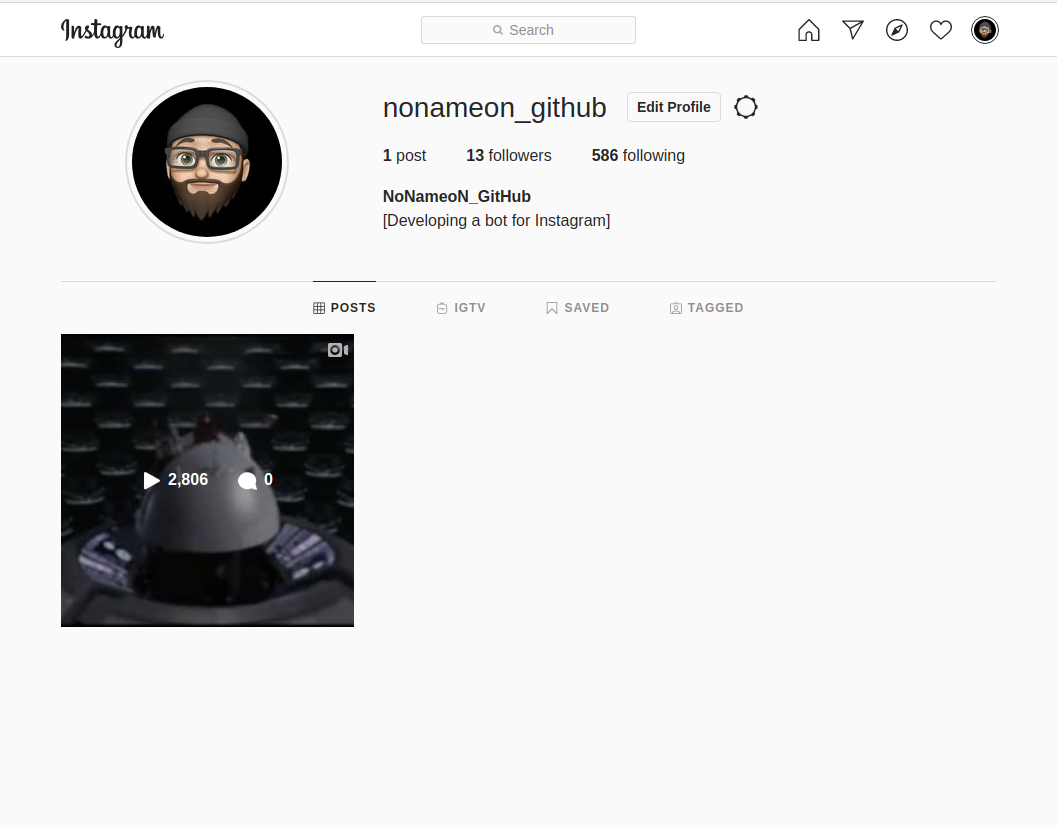 Instagram
Search
nonameon_github Edit Profile
1 post 13 followers 586 following
NoNameoN_GitHub
[Developing a bot for Instagram]
POSTS IGTV SAVED TAGGED
2,806 0